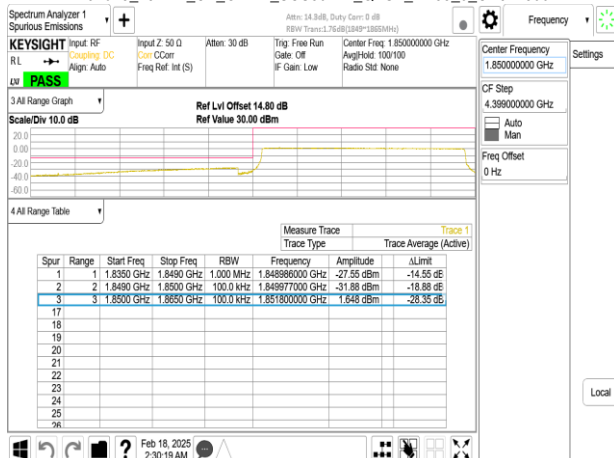 Spectrum Analyzer 1
Spurious Emissions
+
Attn: 14.8dB, Duty Corr: 0 dB
RBW Trans:1.76dB(1849~1865MHz)
Frequency
KEYSIGHT
RL
LXI
PASS
Input: RF
Coupling: DC
Align: Auto
Input Z: 50 Ω
Corr CCorr
Freq Ref: Int (S)
Atten: 30 dB
Trig: Free Run
Gate: Off
IF Gain: Low
Center Freq: 1.850000000 GHz
Avg|Hold: 100/100
Radio Std: None
Center Frequency
1.850000000 GHz
Settings
CF Step
4.399000000 GHz
Auto
Man
Freq Offset
0 Hz
Local
3 All Range Graph
Scale/Div 10.0 dB
Ref Lvl Offset 14.80 dB
Ref Value 30.00 dBm
20.0
0.00
-20.0
-40.0
-60.0
4 All Range Table
Measure Trace Trace 1
Trace Type Trace Average (Active)
Spur Range Start Freq Stop Freq RBW Frequency Amplitude ΔLimit
1 1 1.8350 GHz 1.8490 GHz 1.000 MHz 1.848986000 GHz -27.55 dBm -14.55 dB
2 2 1.8490 GHz 1.8500 GHz 100.0 kHz 1.849977000 GHz -31.88 dBm -18.88 dB
3 3 1.8500 GHz 1.8650 GHz 100.0 kHz 1.851800000 GHz 1.648 dBm -28.35 dB
17
18
19
20
21
22
23
24
25
26
?
Feb 18, 2025
2:30:19 AM